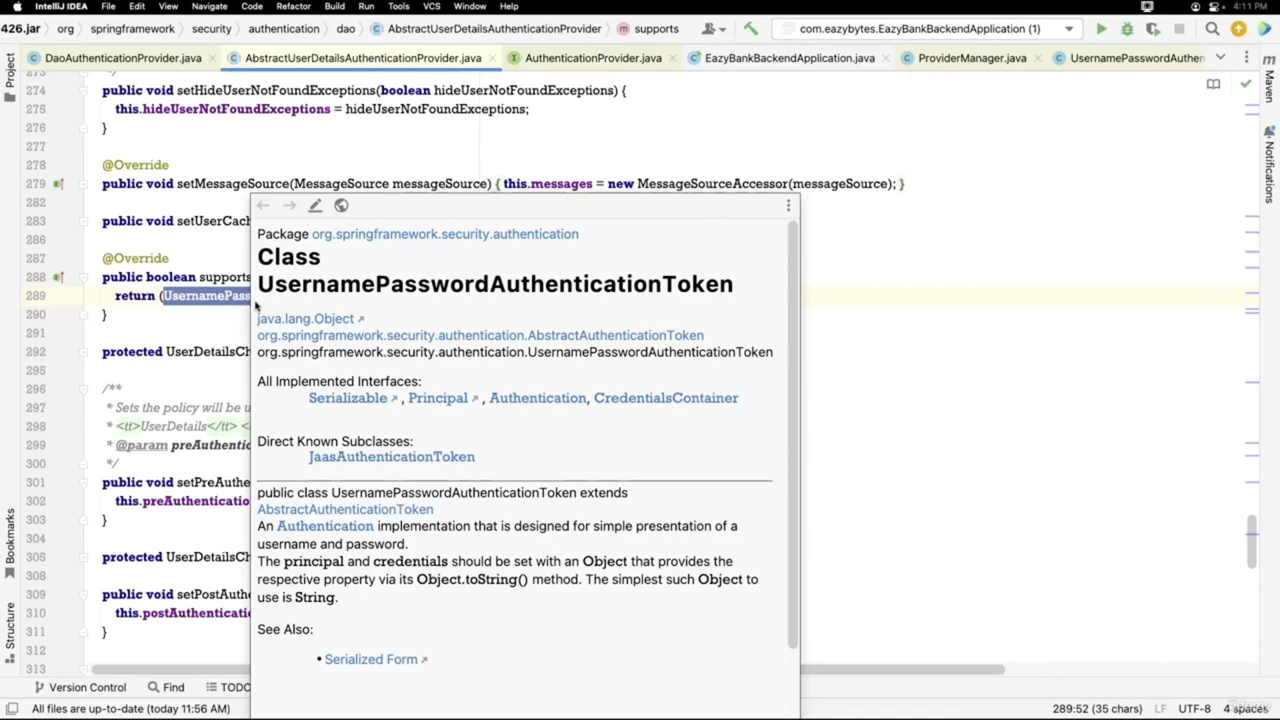 IntelliJ IDEA File Edit View Navigate Code Refactor Build Run Tools VCS Window Help 4:11 PM
426.jar org springframework security authentication dao AbstractUserDetailsAuthenticationProvider supports com.eazybytes.EazyBankBackendApplication (1)
DaoAuthenticationProvider.java AbstractUserDetailsAuthenticationProvider.java AuthenticationProvider.java EazyBankBackendApplication.java ProviderManager.java UsernamePasswordAuthen
Project
Bookmarks
Structure
Maven
Notifications
273 */
274 public void setHideUserNotFoundExceptions(boolean hideUserNotFoundExceptions) {
275 this.hideUserNotFoundExceptions = hideUserNotFoundExceptions;
276 }
277
278 @Override
279 public void setMessageSource(MessageSource messageSource) { this.messages = new MessageSourceAccessor(messageSource); }
282
283 public void setUserCac
286
287 @Override
288 public boolean supports
289 return (UsernamePass
290 }
291
292 protected UserDetailsCh
295
296 /**
297 * Sets the policy will be u
298 * <tt>UserDetails</tt> <
299 * @param preAuthentic
300 */
301 public void setPreAuthe
302 this.preAuthenticatio
303 }
304
305 protected UserDetailsCh
308
309 public void setPostAuthe
310 this.postAuthenticati
311 }
312
313
Package org.springframework.security.authentication
Class
UsernamePasswordAuthenticationToken
java.lang.Object
org.springframework.security.authentication.AbstractAuthenticationToken
org.springframework.security.authentication.UsernamePasswordAuthenticationToken
All Implemented Interfaces:
Serializable , Principal , Authentication, CredentialsContainer
Direct Known Subclasses:
JaasAuthenticationToken
public class UsernamePasswordAuthenticationToken extends
AbstractAuthenticationToken
An Authentication implementation that is designed for simple presentation of a
username and password.
The principal and credentials should be set with an Object that provides the
respective property via its Object.toString() method. The simplest such Object to
use is String.
See Also:
• Serialized Form
Version Control Find TODO
All files are up-to-date (today 11:56 AM) 289:52 (35 chars) LF UTF-8 4 spaces